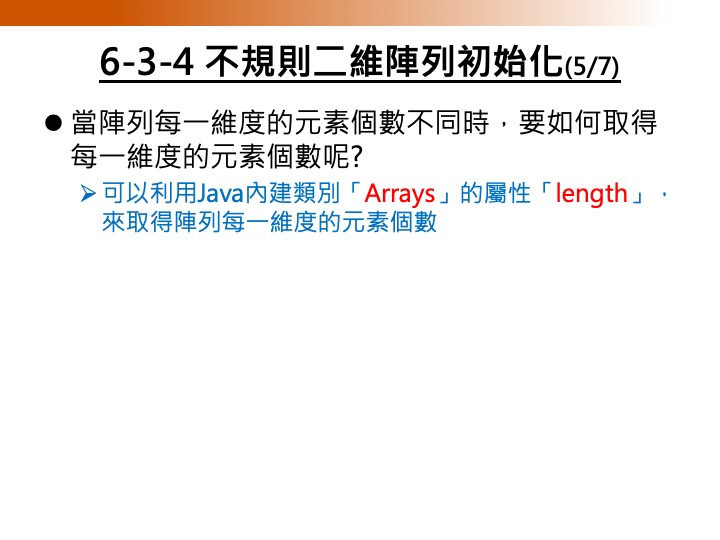 6-3-4 不規則二維陣列初始化(5/7)
當陣列每一維度的元素個數不同時，要如何取得
每一維度的元素個數呢?
可以利用Java內建類別「Arrays」的屬性「length」，
來取得陣列每一維度的元素個數